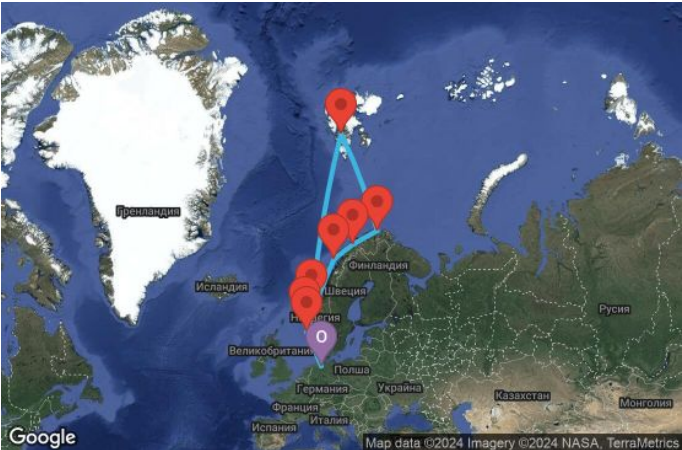 Гренландия
Исландия
Финландия
Швеция
Русия
О
Великобритания
Полша
Германия
Украйна
Казахстан
Монголия
Франция
Италия
Испания
Google
Map data ©2024 Imagery ©2024 NASA, TerraMetrics